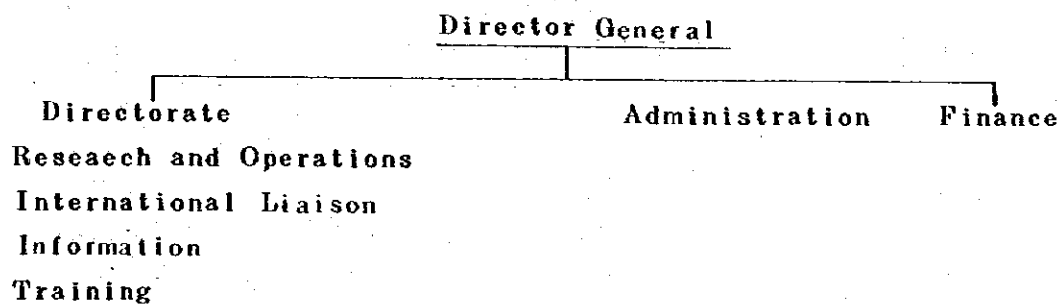 Director General
Directorate Administration Finance
Reseaech and Operations
International Liaison
Information
Training